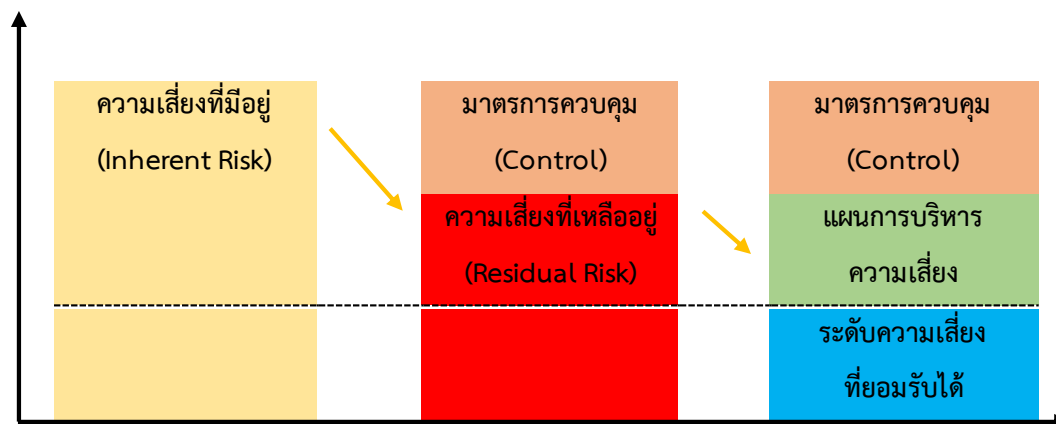 ความเสี่ยงที่มีอยู่
(Inherent Risk)
มาตรการควบคุม
(Control)
ความเสี่ยงที่เหลืออยู่
(Residual Risk)
มาตรการควบคุม
(Control)
แผนการบริหาร
ความเสี่ยง
ระดับความเสี่ยง
ที่ยอมรับได้